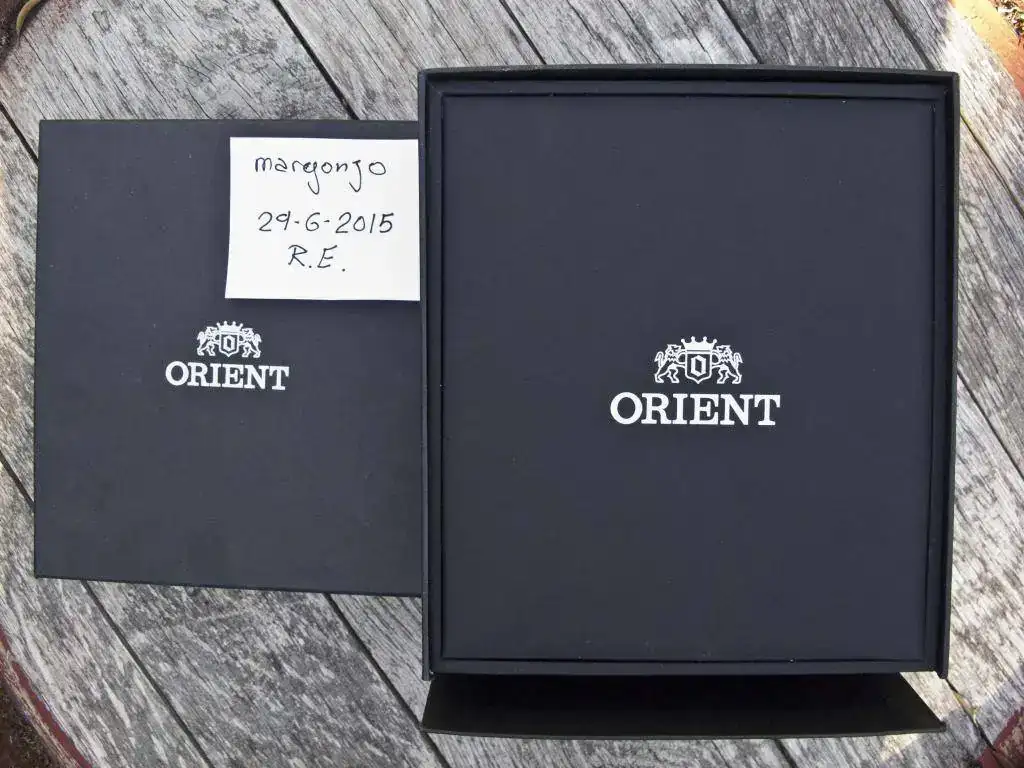 margonjo
29-6-2015
R.E.
ORIENT
ORIENT